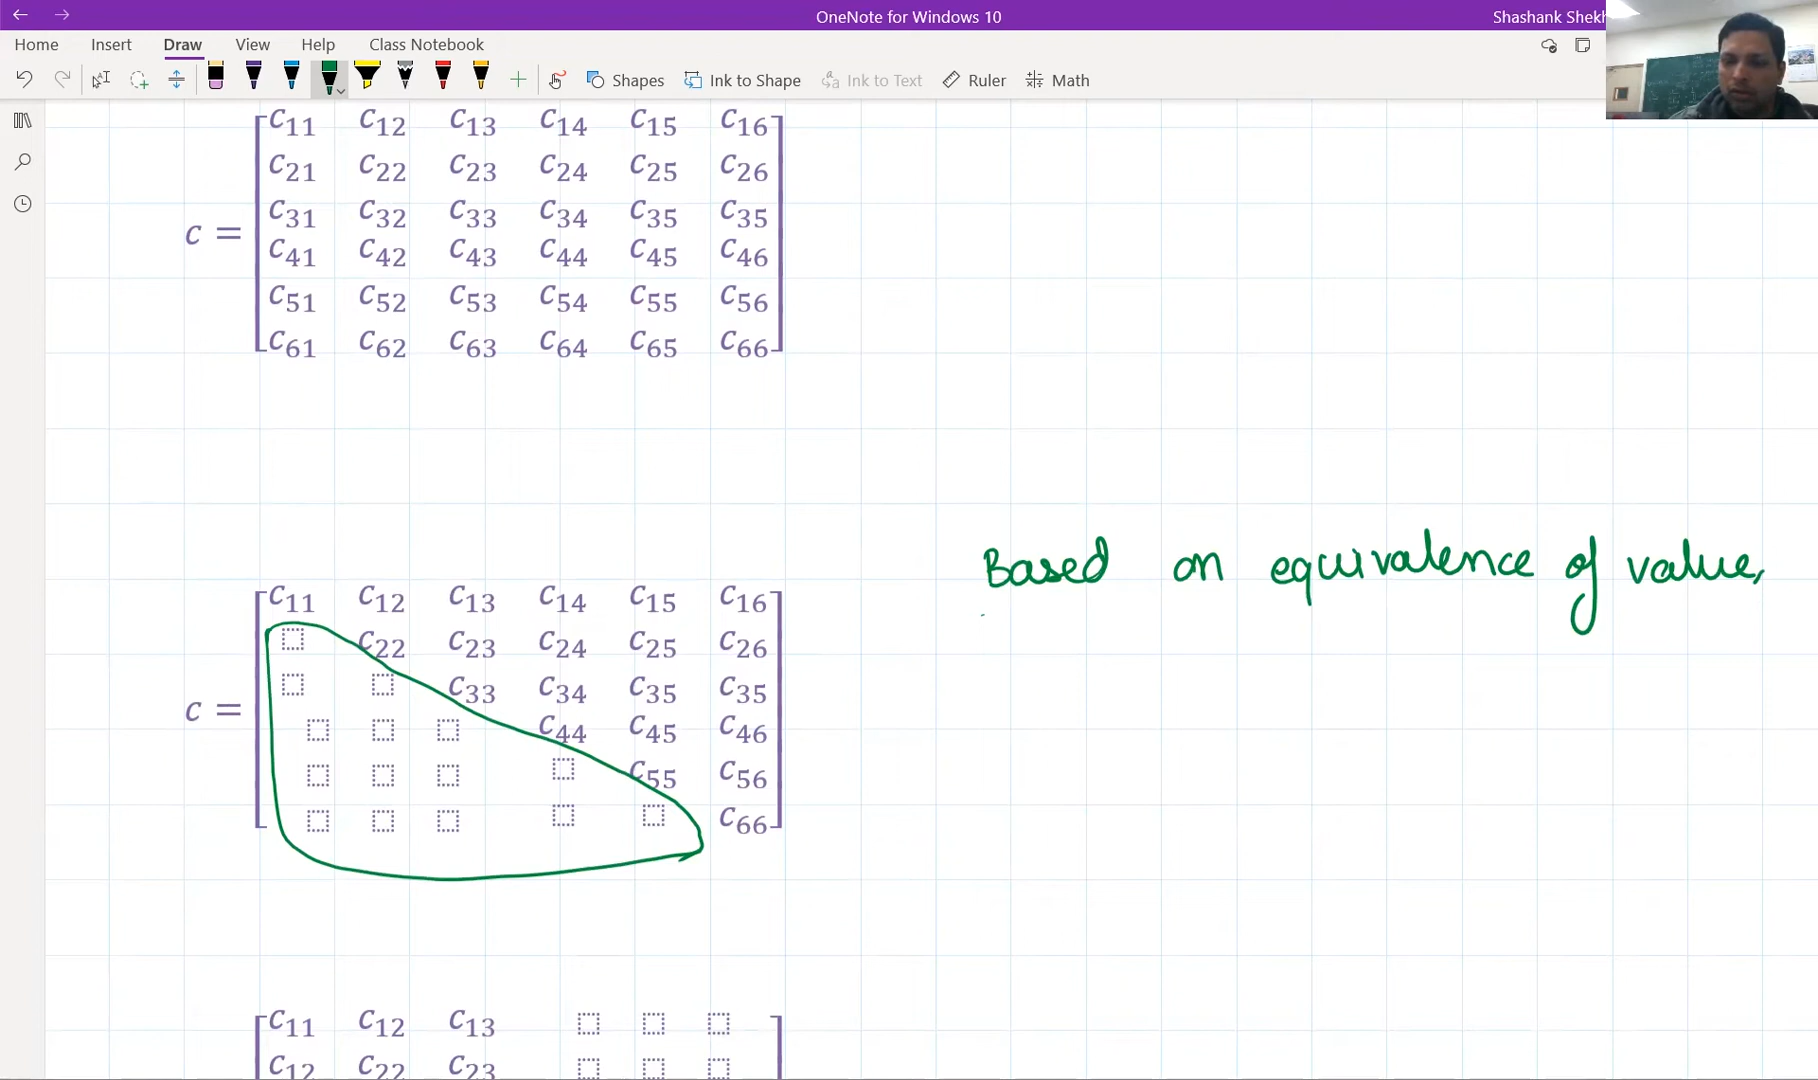 OneNote for Windows 10
Shashank Shekh
Home Insert Draw View Help Class Notebook
Shapes Ink to Shape Ink to Text Ruler Math
c₁₁ c₁₂ c₁₃ c₁₄ c₁₅ c₁₆
c₂₁ c₂₂ c₂₃ c₂₄ c₂₅ c₂₆
c₃₁ c₃₂ c₃₃ c₃₄ c₃₅ c₃₅
c =
c₄₁ c₄₂ c₄₃ c₄₄ c₄₅ c₄₆
c₅₁ c₅₂ c₅₃ c₅₄ c₅₅ c₅₆
c₆₁ c₆₂ c₆₃ c₆₄ c₆₅ c₆₆
Based on equivalence of value,
c₁₁ c₁₂ c₁₃ c₁₄ c₁₅ c₁₆
c₂₂ c₂₃ c₂₄ c₂₅ c₂₆
c₃₃ c₃₄ c₃₅ c₃₅
c =
c₄₄ c₄₅ c₄₆
c₅₅ c₅₆
c₆₆
c₁₁ c₁₂ c₁₃
c₁₂ c₂₂ c₂₃